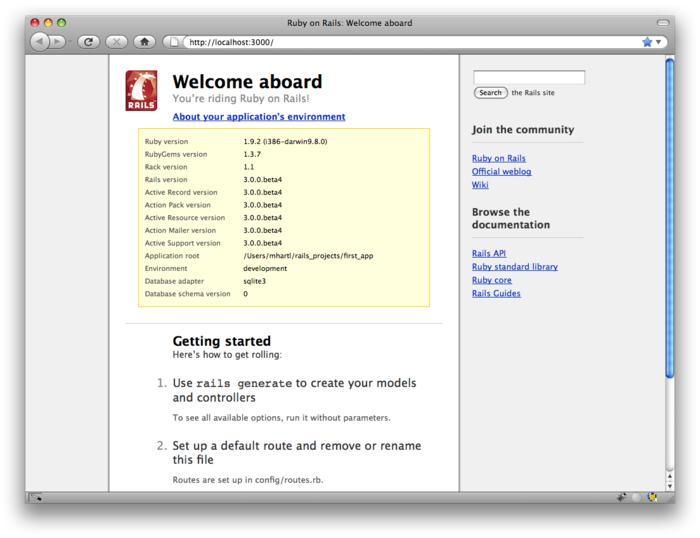 Ruby on Rails: Welcome aboard
http://localhost:3000/
RAILS
Welcome aboard
You're riding Ruby on Rails!
About your application's environment
Ruby version 1.9.2 (i386-darwin9.8.0)
RubyGems version 1.3.7
Rack version 1.1
Rails version 3.0.0.beta4
Active Record version 3.0.0.beta4
Action Pack version 3.0.0.beta4
Active Resource version 3.0.0.beta4
Action Mailer version 3.0.0.beta4
Active Support version 3.0.0.beta4
Application root /Users/mhartl/rails_projects/first_app
Environment development
Database adapter sqlite3
Database schema version 0
Getting started
Here's how to get rolling:
1. Use rails generate to create your models
and controllers
To see all available options, run it without parameters.
2. Set up a default route and remove or rename
this file
Routes are set up in config/routes.rb.
Search the Rails site
Join the community
Ruby on Rails
Official weblog
Wiki
Browse the
documentation
Rails API
Ruby standard library
Ruby core
Rails Guides